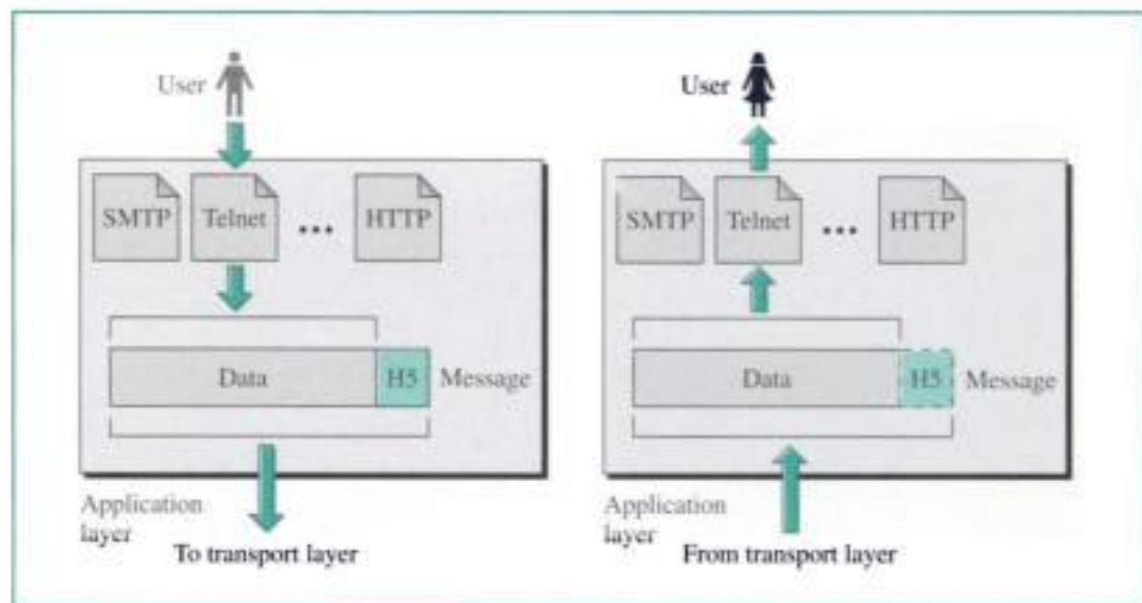 User
SMTP
Telnet
...
HTTP
Data
H5
Message
Application
layer
To transport layer
User
SMTP
Telnet
...
HTTP
Data
H5
Message
Application
layer
From transport layer